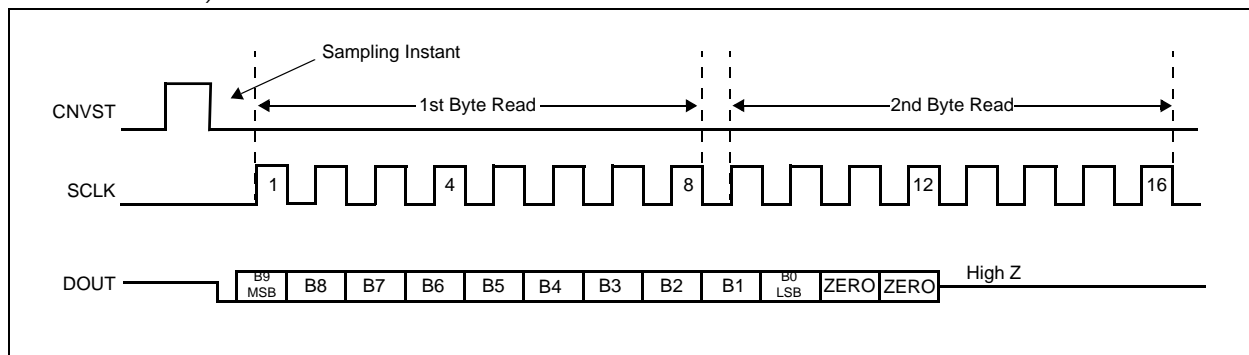 Sampling Instant
CNVST
1st Byte Read
2nd Byte Read
SCLK
1
4
8
12
16
DOUT
B9
MSB
B8
B7
B6
B5
B4
B3
B2
B1
B0
LSB
ZERO
ZERO
High Z